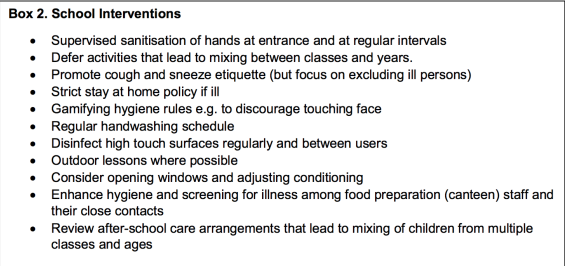 Box 2. School Interventions
• Supervised sanitisation of hands at entrance and at regular intervals
• Defer activities that lead to mixing between classes and years.
• Promote cough and sneeze etiquette (but focus on excluding ill persons)
• Strict stay at home policy if ill
• Gamifying hygiene rules e.g. to discourage touching face
• Regular handwashing schedule
• Disinfect high touch surfaces regularly and between users
• Outdoor lessons where possible
• Consider opening windows and adjusting conditioning
• Enhance hygiene and screening for illness among food preparation (canteen) staff and
their close contacts
• Review after-school care arrangements that lead to mixing of children from multiple
classes and ages